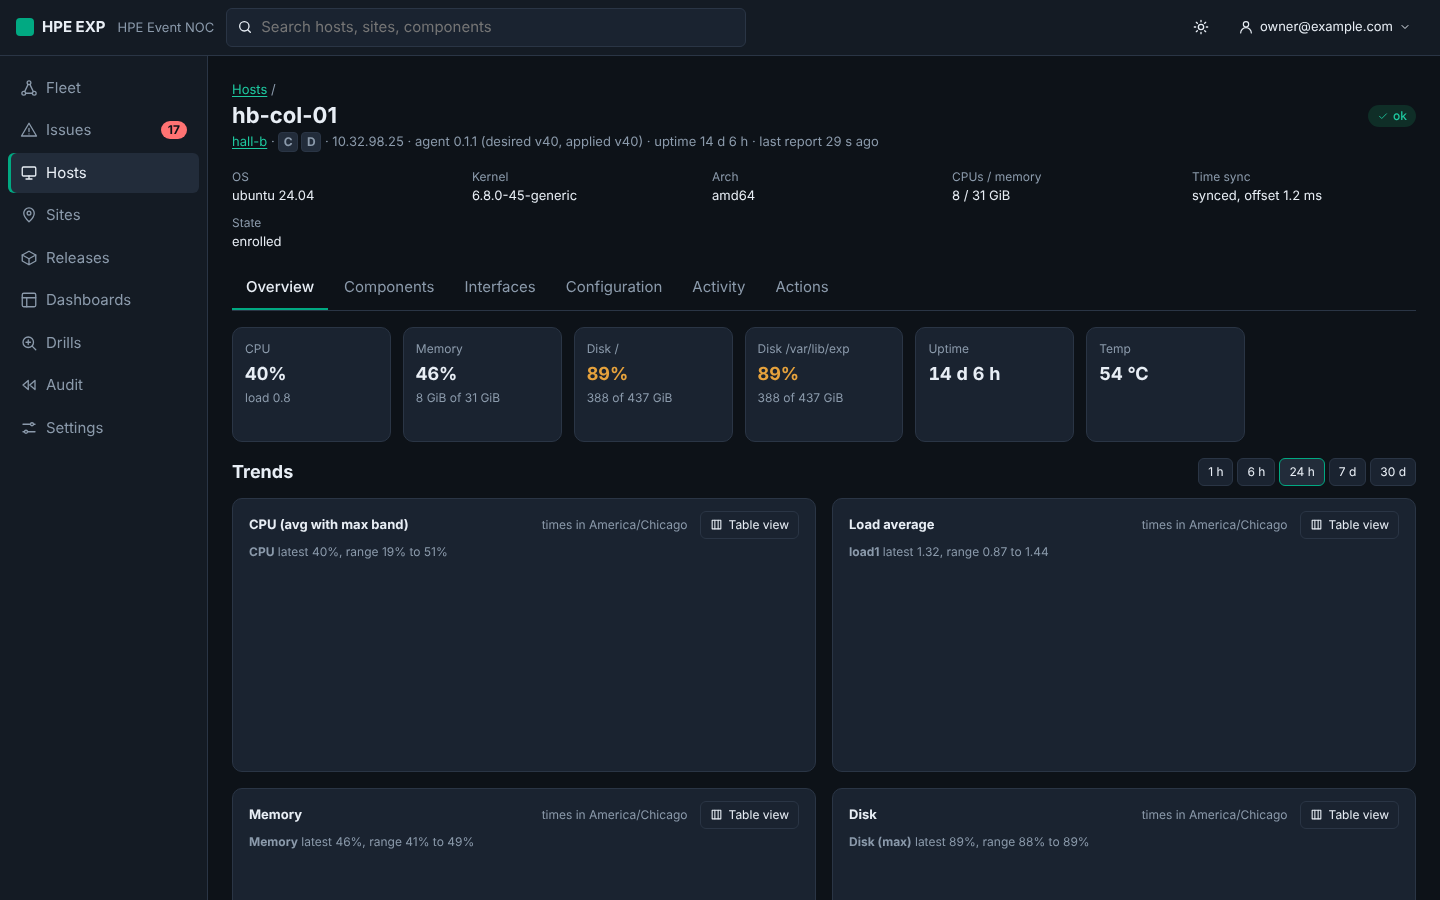 HPE EXP HPE Event NOC Search hosts, sites, components owner@example.com
Fleet
Issues 17
Hosts
Sites
Releases
Dashboards
Drills
Audit
Settings
Hosts /
hb-col-01
ok
hall-b · C D · 10.32.98.25 · agent 0.1.1 (desired v40, applied v40) · uptime 14 d 6 h · last report 29 s ago
OS Kernel Arch CPUs / memory Time sync
ubuntu 24.04 6.8.0-45-generic amd64 8 / 31 GiB synced, offset 1.2 ms
State
enrolled
Overview Components Interfaces Configuration Activity Actions
CPU
40%
load 0.8
Memory
46%
8 GiB of 31 GiB
Disk /
89%
388 of 437 GiB
Disk /var/lib/exp
89%
388 of 437 GiB
Uptime
14 d 6 h
Temp
54 °C
Trends 1 h 6 h 24 h 7 d 30 d
CPU (avg with max band) times in America/Chicago Table view
CPU latest 40%, range 19% to 51%
Load average times in America/Chicago Table view
load1 latest 1.32, range 0.87 to 1.44
Memory times in America/Chicago Table view
Memory latest 46%, range 41% to 49%
Disk times in America/Chicago Table view
Disk (max) latest 89%, range 88% to 89%